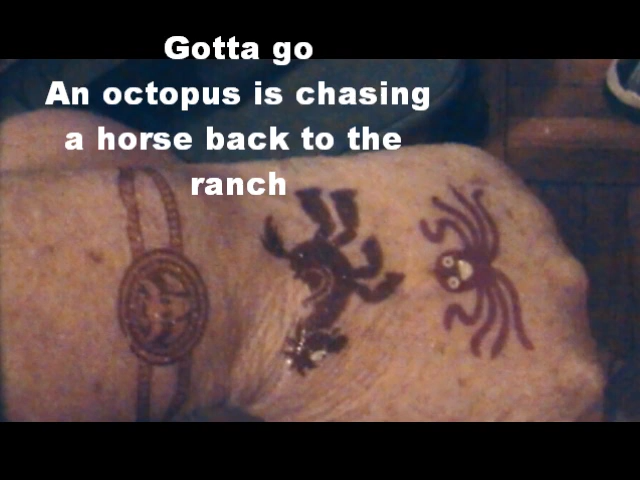 Gotta go
An octopus is chasing
a horse back to the
ranch